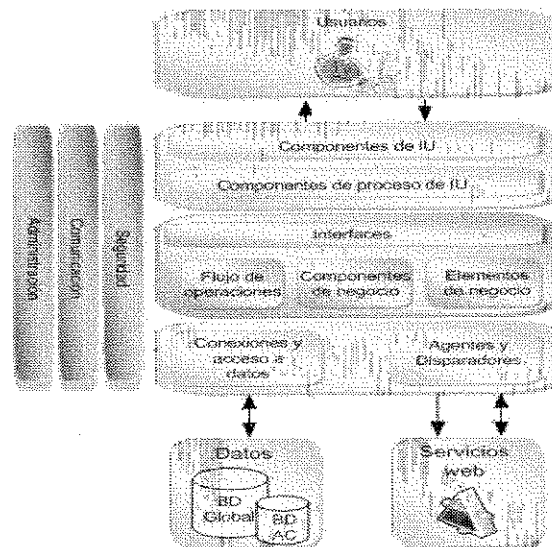 Usuarios
Componentes de IU
Componentes de proceso de IU
Interfaces
Flujo de
operaciones
Componentes
de negocio
Elementos
de negocio
Administración
Comunicación
Seguridad
Conexiones y
acceso a
datos
Agentes y
Disparadores
Datos
BD
Global
BD
AC
Servicios
web